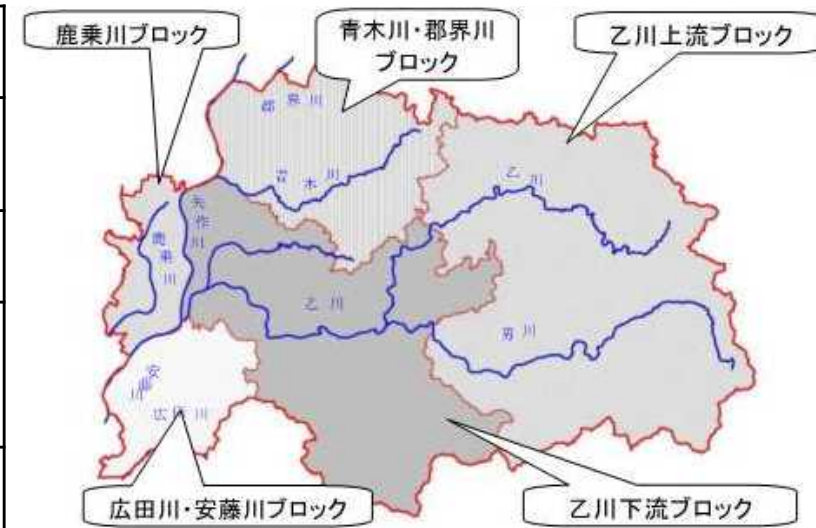 鹿乗川ブロック
青木川・郡界川
ブロック
乙川上流ブロック
郡界川
青木川
乙川
矢作川
鹿乗川
乙川
男川
安藤川
広田川
広田川・安藤川ブロック
乙川下流ブロック